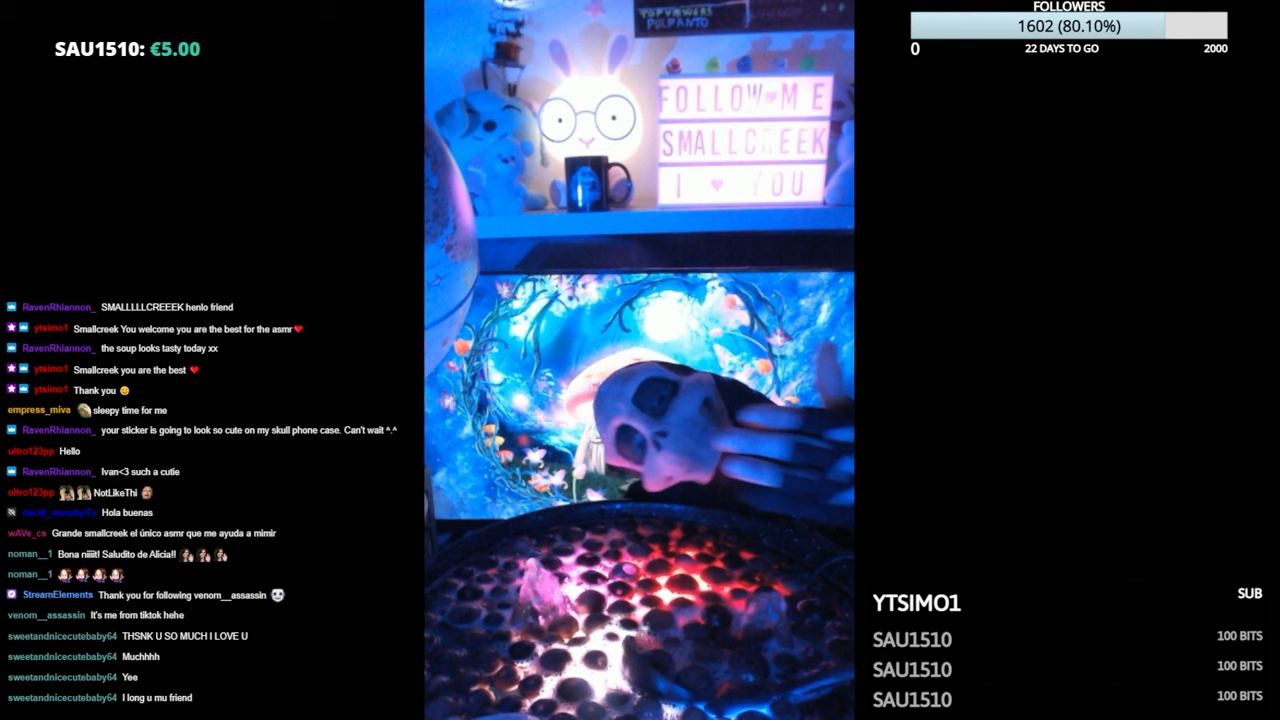 SAU1510: €5.00
TOPVIEWERS
PULPANTO
FOLLOW ME
SMALLCREEK
I ♥ YOU
FOLLOWERS
1602 (80.10%)
0
22 DAYS TO GO
2000
RavenRhiannon_ SMALLLLLCREEEK henlo friend
ytsimo1 Smallcreek You welcome you are the best for the asmr❤
RavenRhiannon_ the soup looks tasty today xx
ytsimo1 Smallcreek you are the best ❤
ytsimo1 Thank you 😊
empress_miva sleepy time for me
RavenRhiannon_ your sticker is going to look so cute on my skull phone case. Can't wait ^.^
ultro123pp Hello
RavenRhiannon_ Ivan<3 such a cutie
ultro123pp NotLikeThi
david_murphyl7y Hola buenas
wAVe_cs Grande smallcreek el único asmr que me ayuda a mimir
noman__1 Bona niiiit! Saludito de Alicia!!
noman__1
StreamElements Thank you for following venom__assassin
venom__assassin It's me from tiktok hehe
sweetandnicecutebaby64 THSNK U SO MUCH I LOVE U
sweetandnicecutebaby64 Muchhhh
sweetandnicecutebaby64 Yee
sweetandnicecutebaby64 I long u mu friend
YTSIMO1 SUB
SAU1510 100 BITS
SAU1510 100 BITS
SAU1510 100 BITS